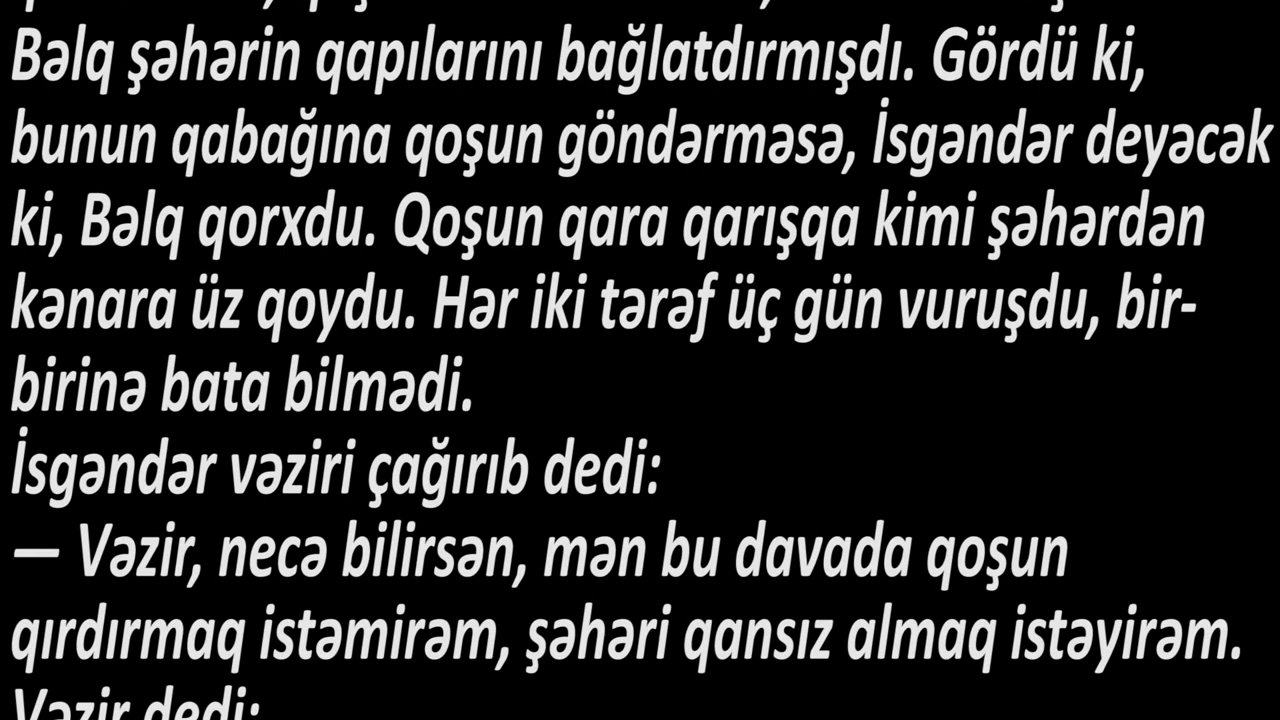 Bəlq şəhərin qapılarını bağlatdırmışdı. Gördü ki,
bunun qabağına qoşun göndərməsə, İsgəndər deyəcək
ki, Bəlq qorxdu. Qoşun qara qarışqa kimi şəhərdən
kənara üz qoydu. Hər iki tərəf üç gün vuruşdu, bir-
birinə bata bilmədi.
İsgəndər vəziri çağırıb dedi:
— Vəzir, necə bilirsən, mən bu davada qoşun
qırdırmaq istəmirəm, şəhəri qansız almaq istəyirəm.
Vəzir dedi: